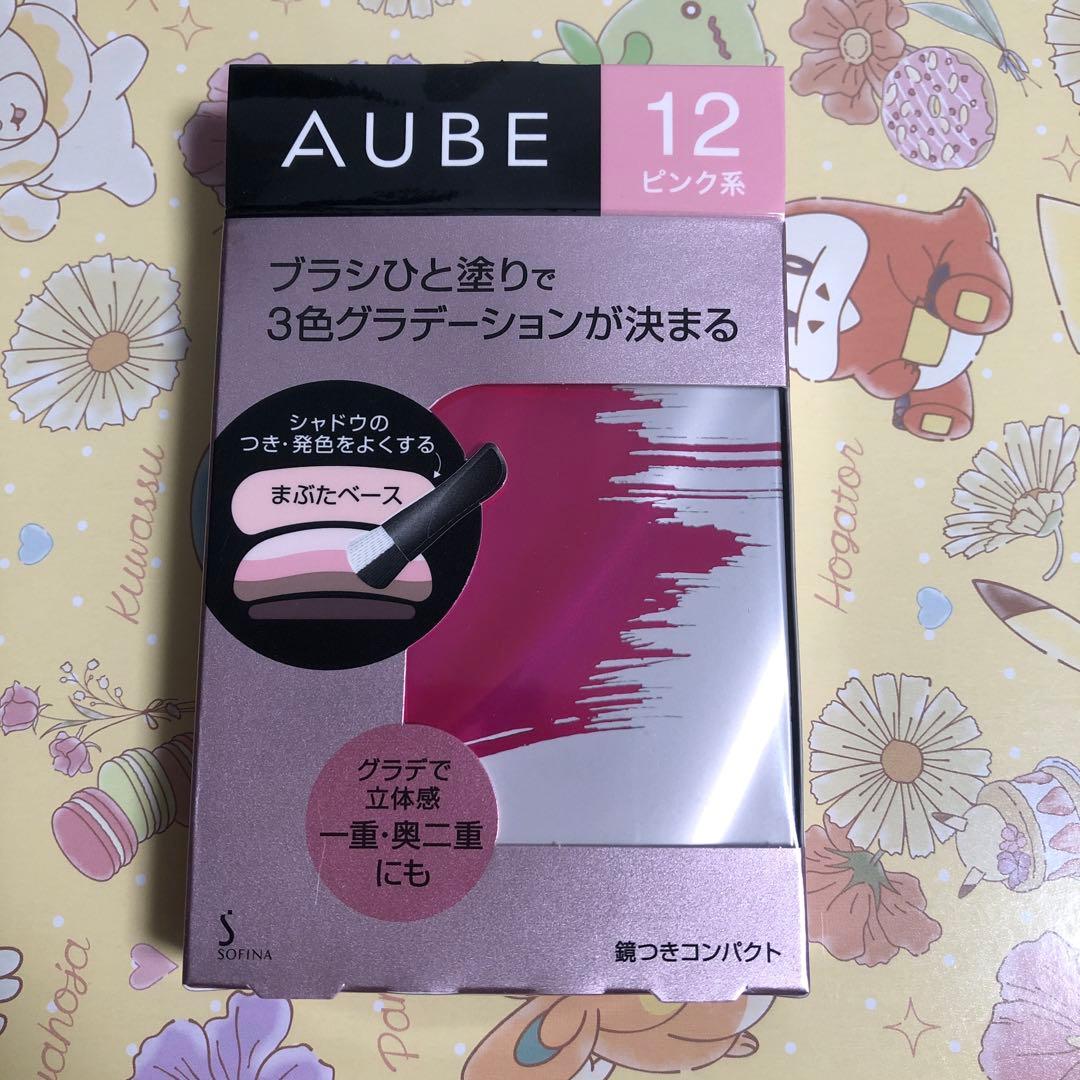 AUBE
12
ピンク系
ブラシひと塗りで
3色グラデーションが決まる
シャドウの
つき・発色をよくする
まぶたベース
グラデで
立体感
一重・奥二重
にも
SOFINA
鏡つきコンパクト
Kuwassu
Hogator